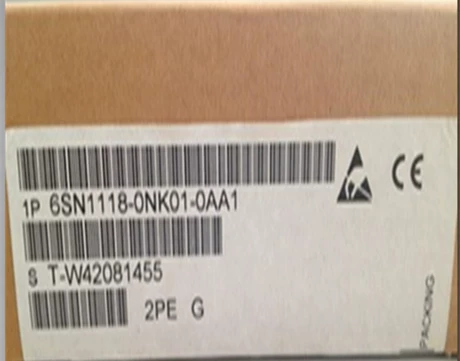 1P 6SN1118-0NK01-0AA1
CE
S T-W42081455
2PE G
PACKING